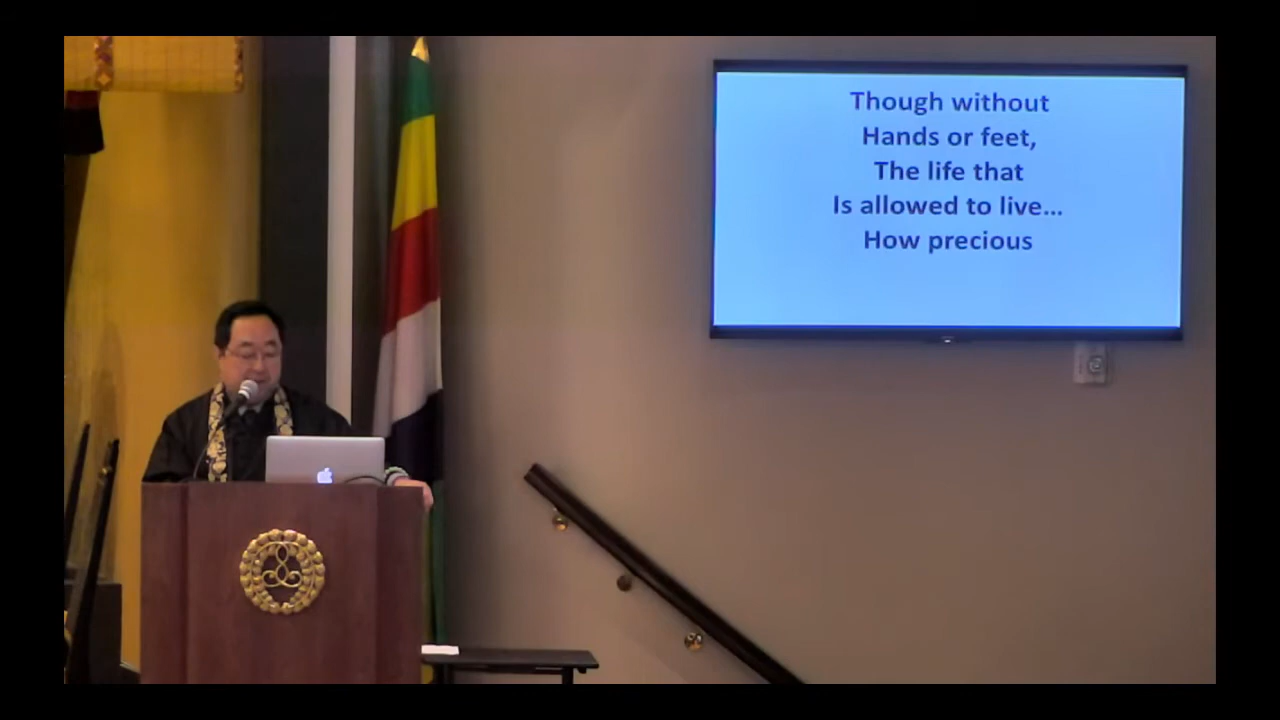 Though without
Hands or feet,
The life that
Is allowed to live...
How precious